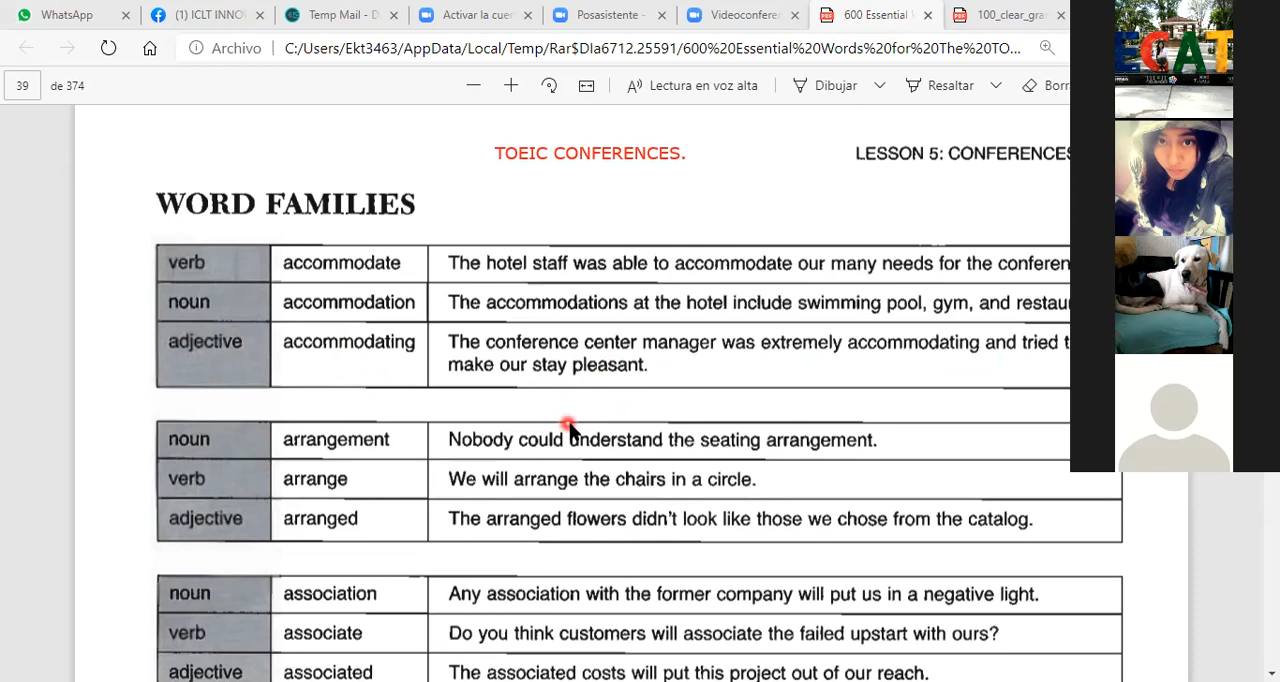 WhatsApp
(1) ICLT INNO
Temp Mail - D
Activar la cue
Posasistente -
Videoconfere
600 Essential
100_clear_gra
Archivo
C:/Users/Ekt3463/AppData/Local/Temp/Rar$DIa6712.25591/600%20Essential%20Words%20for%20The%20TO...
39 de 374
Lectura en voz alta
Dibujar
Resaltar
Borr
ECAT
TOEIC CONFERENCES.
LESSON 5: CONFERENCES
WORD FAMILIES
verb accommodate The hotel staff was able to accommodate our many needs for the conferen
noun accommodation The accommodations at the hotel include swimming pool, gym, and restau
adjective accommodating The conference center manager was extremely accommodating and tried t
make our stay pleasant.
noun arrangement Nobody could understand the seating arrangement.
verb arrange We will arrange the chairs in a circle.
adjective arranged The arranged flowers didn't look like those we chose from the catalog.
noun association Any association with the former company will put us in a negative light.
verb associate Do you think customers will associate the failed upstart with ours?
adjective associated The associated costs will put this project out of our reach.